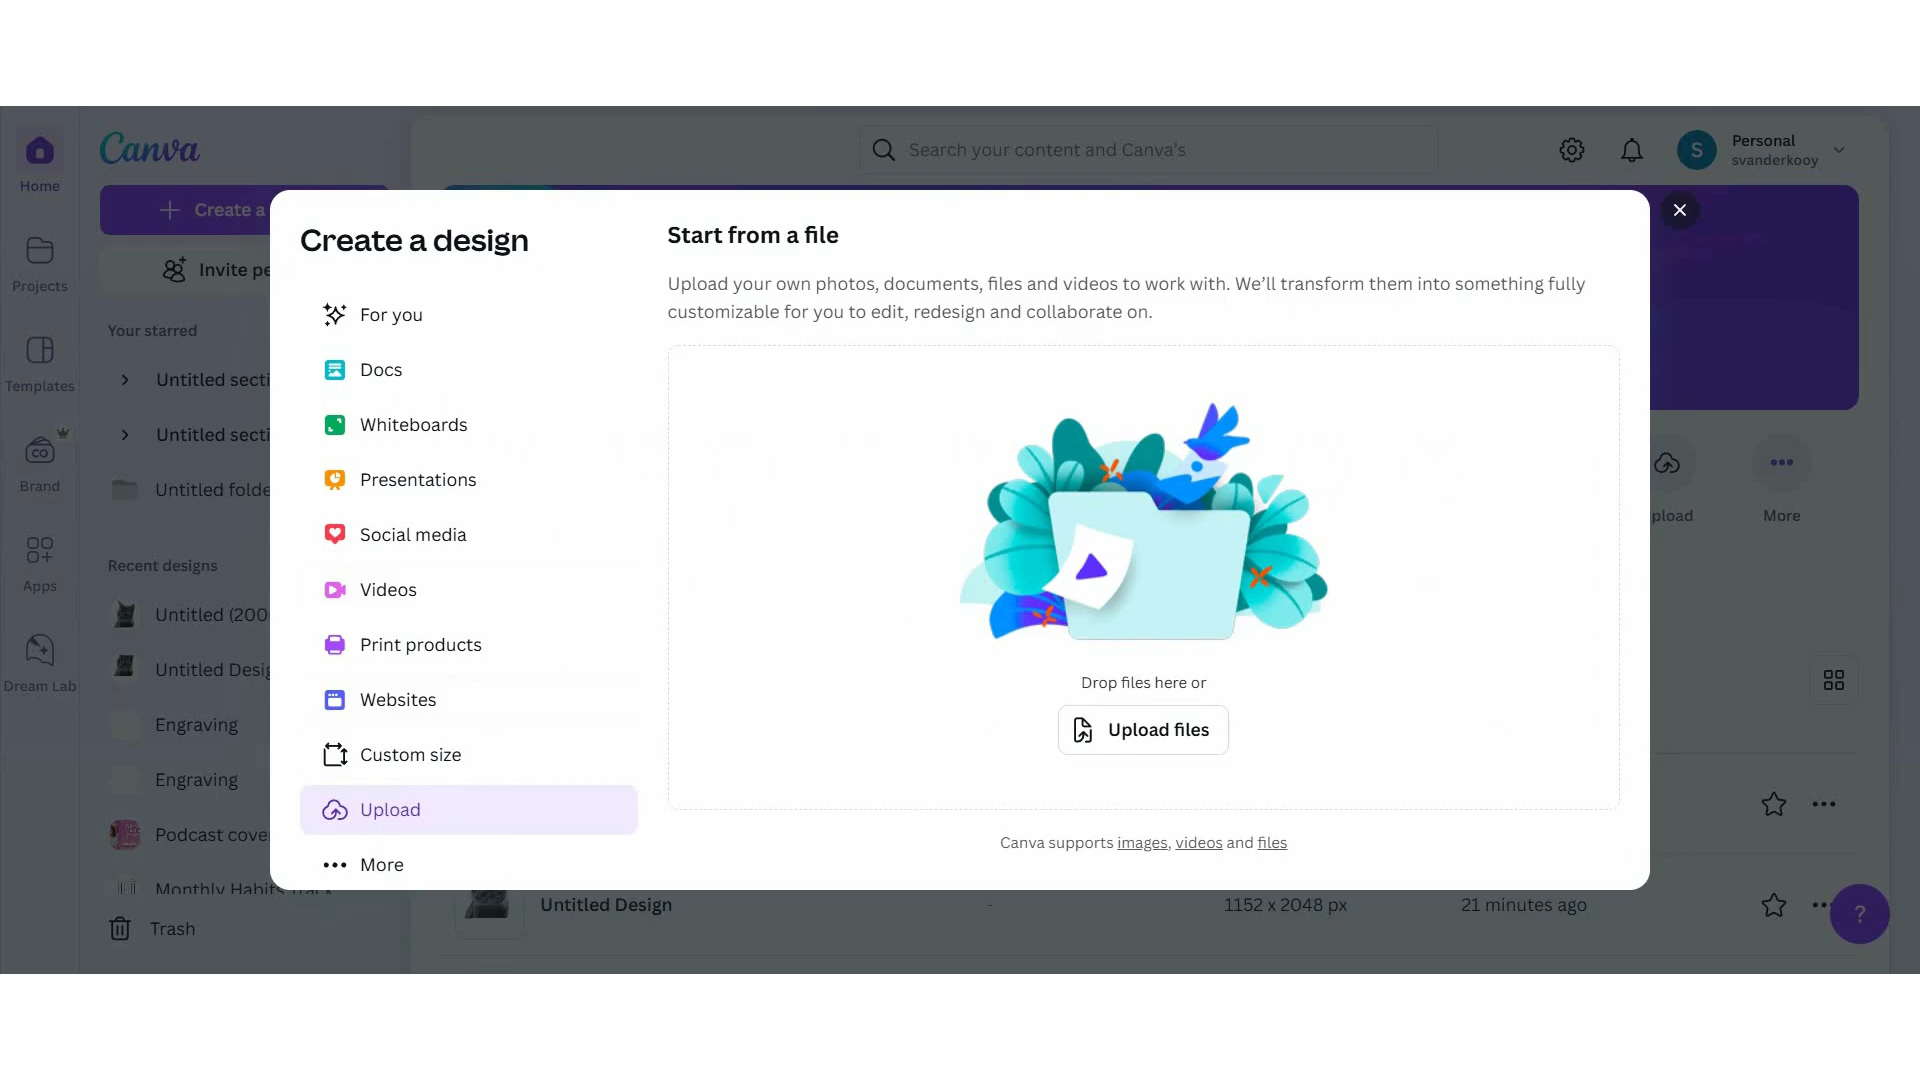 Canva
Search your content and Canva's
S
Personal
svanderkooy
Home
Projects
Templates
Brand
Apps
Dream Lab
Create a
Invite pe
Your starred
Untitled secti
Untitled secti
Untitled folde
Recent designs
Untitled (200
Untitled Desig
Engraving
Engraving
Podcast cove
Monthly Habits Track
Trash
Create a design
For you
Docs
Whiteboards
Presentations
Social media
Videos
Print products
Websites
Custom size
Upload
More
Start from a file
Upload your own photos, documents, files and videos to work with. We’ll transform them into something fully
customizable for you to edit, redesign and collaborate on.
Drop files here or
Upload files
Canva supports images, videos and files
pload
More
Untitled Design
-
1152 x 2048 px
21 minutes ago
?